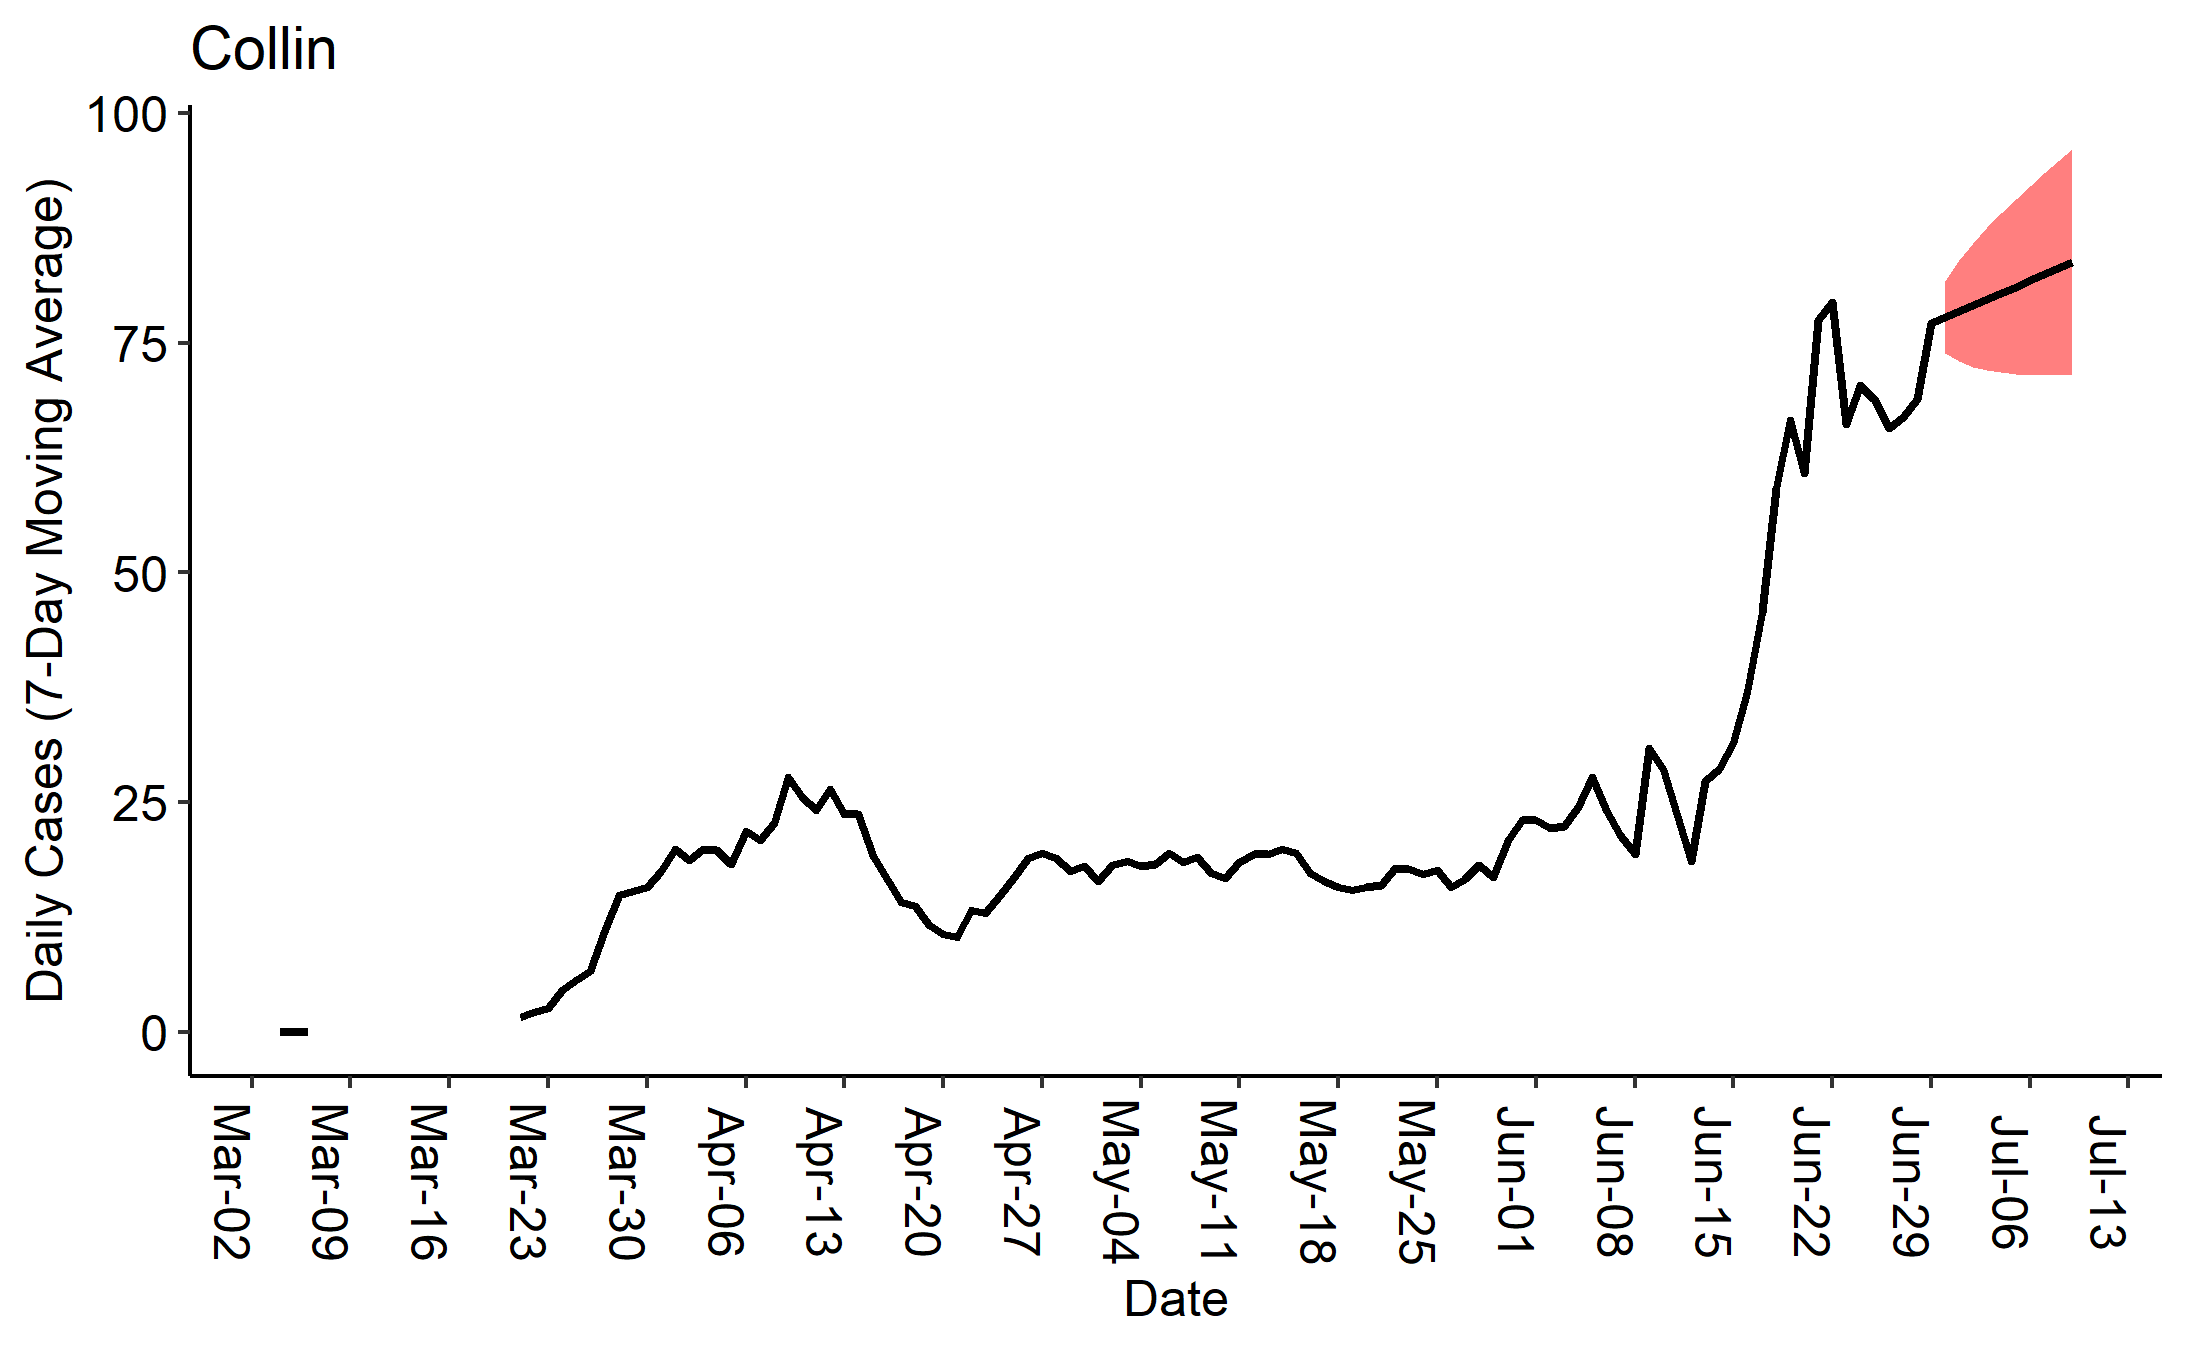 Collin
Daily Cases (7-Day Moving Average)
100
75
50
25
0
Mar-02
Mar-09
Mar-16
Mar-23
Mar-30
Apr-06
Apr-13
Apr-20
Apr-27
May-04
May-11
May-18
May-25
Jun-01
Jun-08
Jun-15
Jun-22
Jun-29
Jul-06
Jul-13
Date